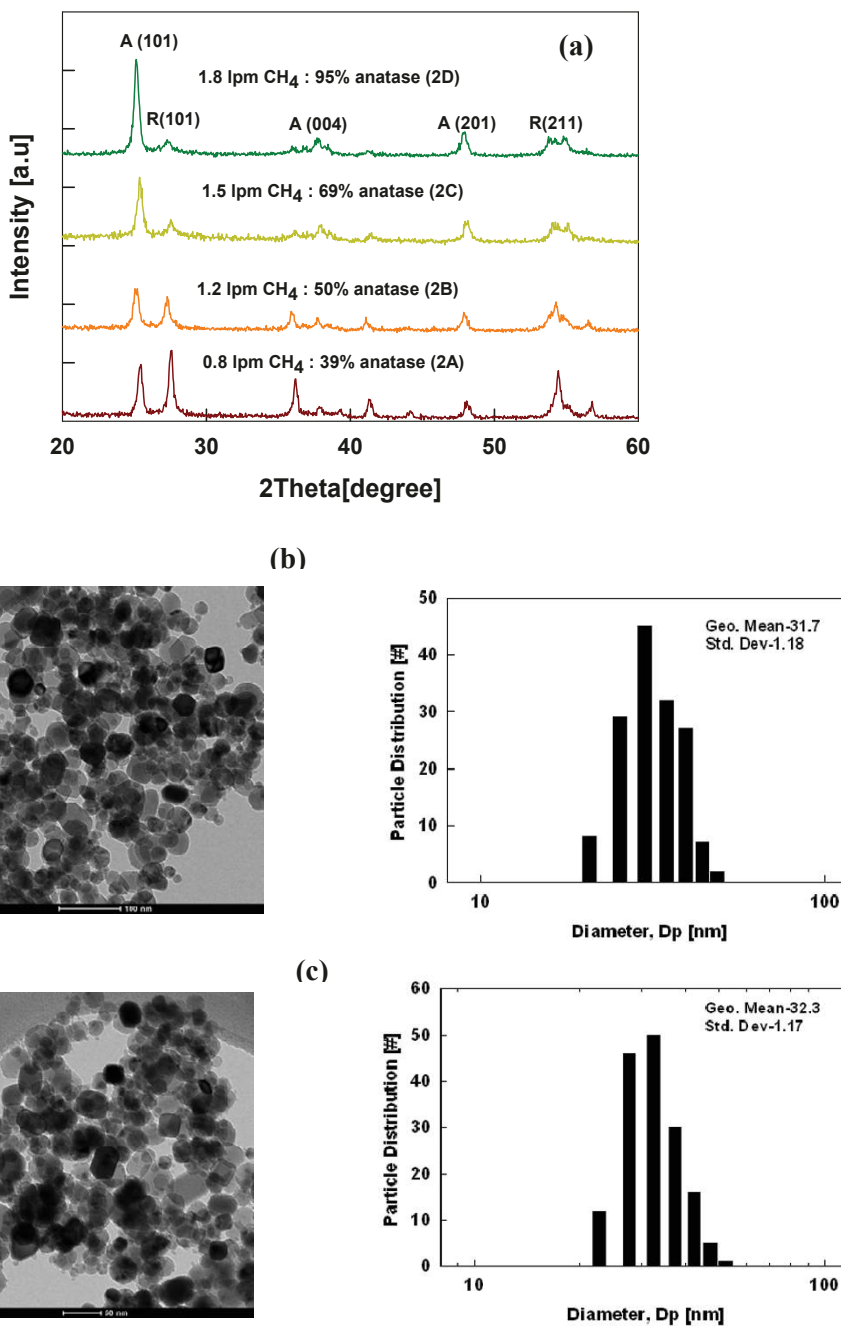 (a)
A (101)
1.8 lpm CH4 : 95% anatase (2D)
R(101)
A (004)
A (201)
R(211)
1.5 lpm CH4 : 69% anatase (2C)
1.2 lpm CH4 : 50% anatase (2B)
0.8 lpm CH4 : 39% anatase (2A)
Intensity [a.u]
20 30 40 50 60
2Theta[degree]
(b)
100 nm
50
40
30
20
10
0
Particle Distribution [#]
Geo. Mean-31.7
Std. Dev-1.18
10 100
Diameter, Dp [nm]
(c)
50 nm
60
50
40
30
20
10
0
Particle Distribution [#]
Geo. Mean-32.3
Std. Dev-1.17
10 100
Diameter, Dp [nm]